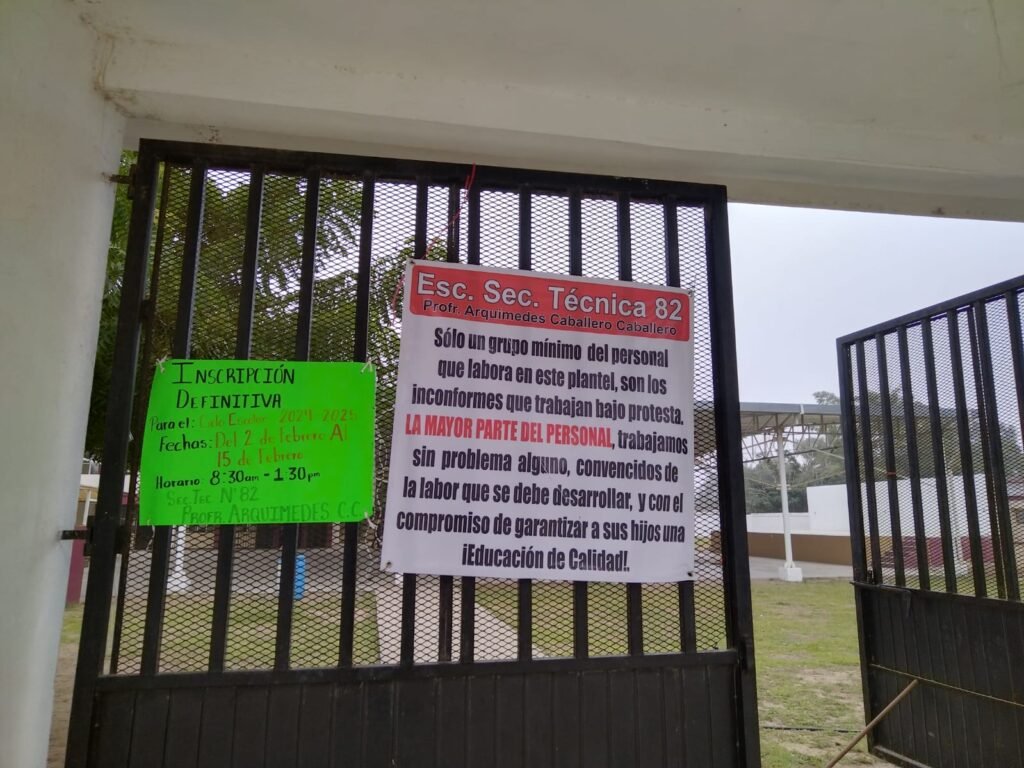 INSCRIPCIÓN
DEFINITIVA
Para el: Ciclo Escolar 2024-2025
Fechas: Del 2 de Febrero Al
15 de Febrero
Horario: 8:30am - 1:30pm
SEC. TEC N° 82
PROFR. ARQUIMEDES C.C.
Esc. Sec. Técnica 82
Profr. Arquímedes Caballero Caballero
Sólo un grupo mínimo del personal
que labora en este plantel, son los
inconformes que trabajan bajo protesta.
LA MAYOR PARTE DEL PERSONAL, trabajamos
sin problema alguno, convencidos de
la labor que se debe desarrollar, y con el
compromiso de garantizar a sus hijos una
¡Educación de Calidad!.